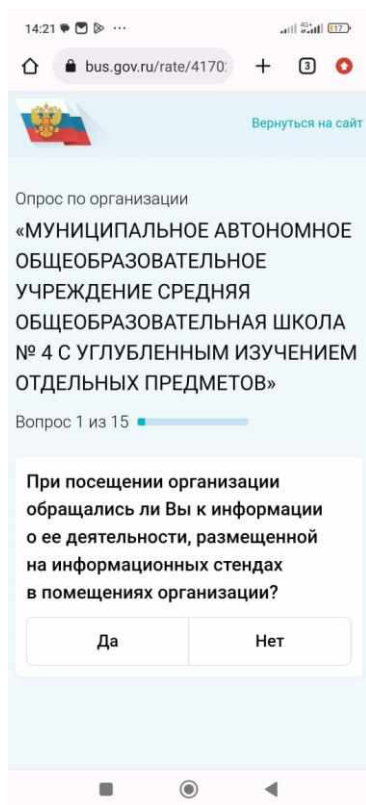 14:21
17
bus.gov.ru/rate/4170
3
Вернуться на сайт
Опрос по организации
«МУНИЦИПАЛЬНОЕ АВТОНОМНОЕ
ОБЩЕОБРАЗОВАТЕЛЬНОЕ
УЧРЕЖДЕНИЕ СРЕДНЯЯ
ОБЩЕОБРАЗОВАТЕЛЬНАЯ ШКОЛА
№ 4 С УГЛУБЛЕННЫМ ИЗУЧЕНИЕМ
ОТДЕЛЬНЫХ ПРЕДМЕТОВ»
Вопрос 1 из 15
При посещении организации
обращались ли Вы к информации
о ее деятельности, размещенной
на информационных стендах
в помещениях организации?
Да Нет